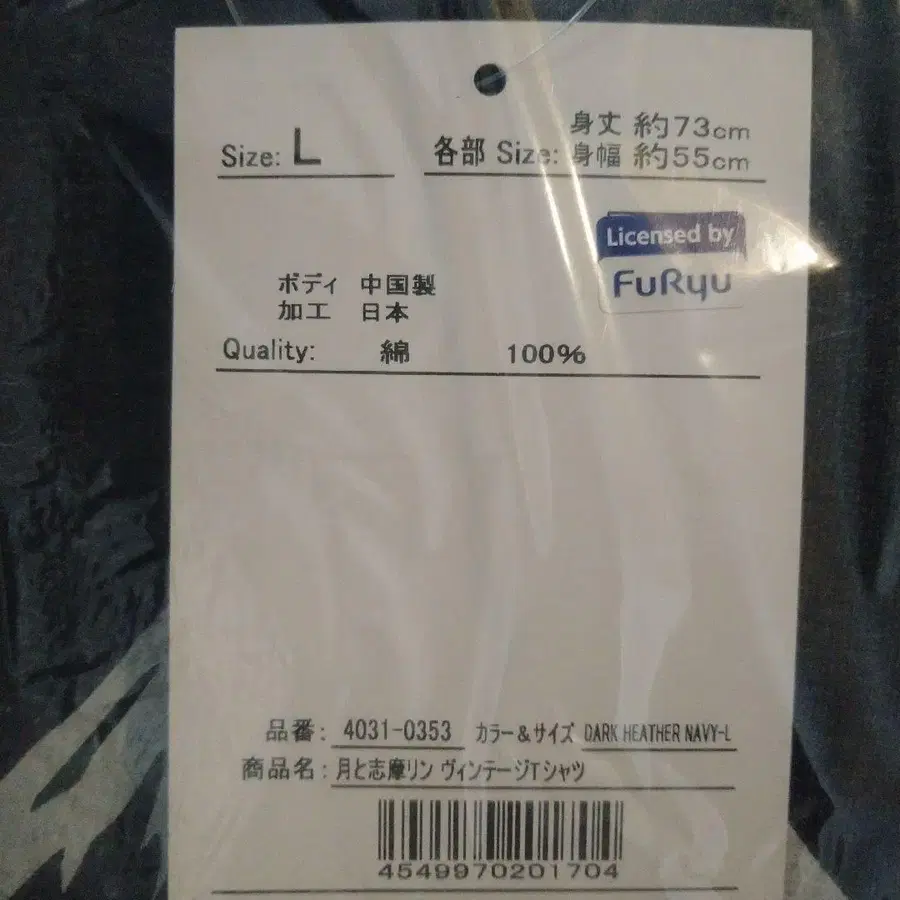 Size: L
各部 Size: 身丈 約73cm
身幅 約55cm
Licensed by
FuRyu
ボディ 中国製
加工 日本
Quality: 綿 100%
品番: 4031-0353 カラー&サイズ DARK HEATHER NAVY-L
商品名: 月と志摩リン ヴィンテージTシャツ
4549970201704